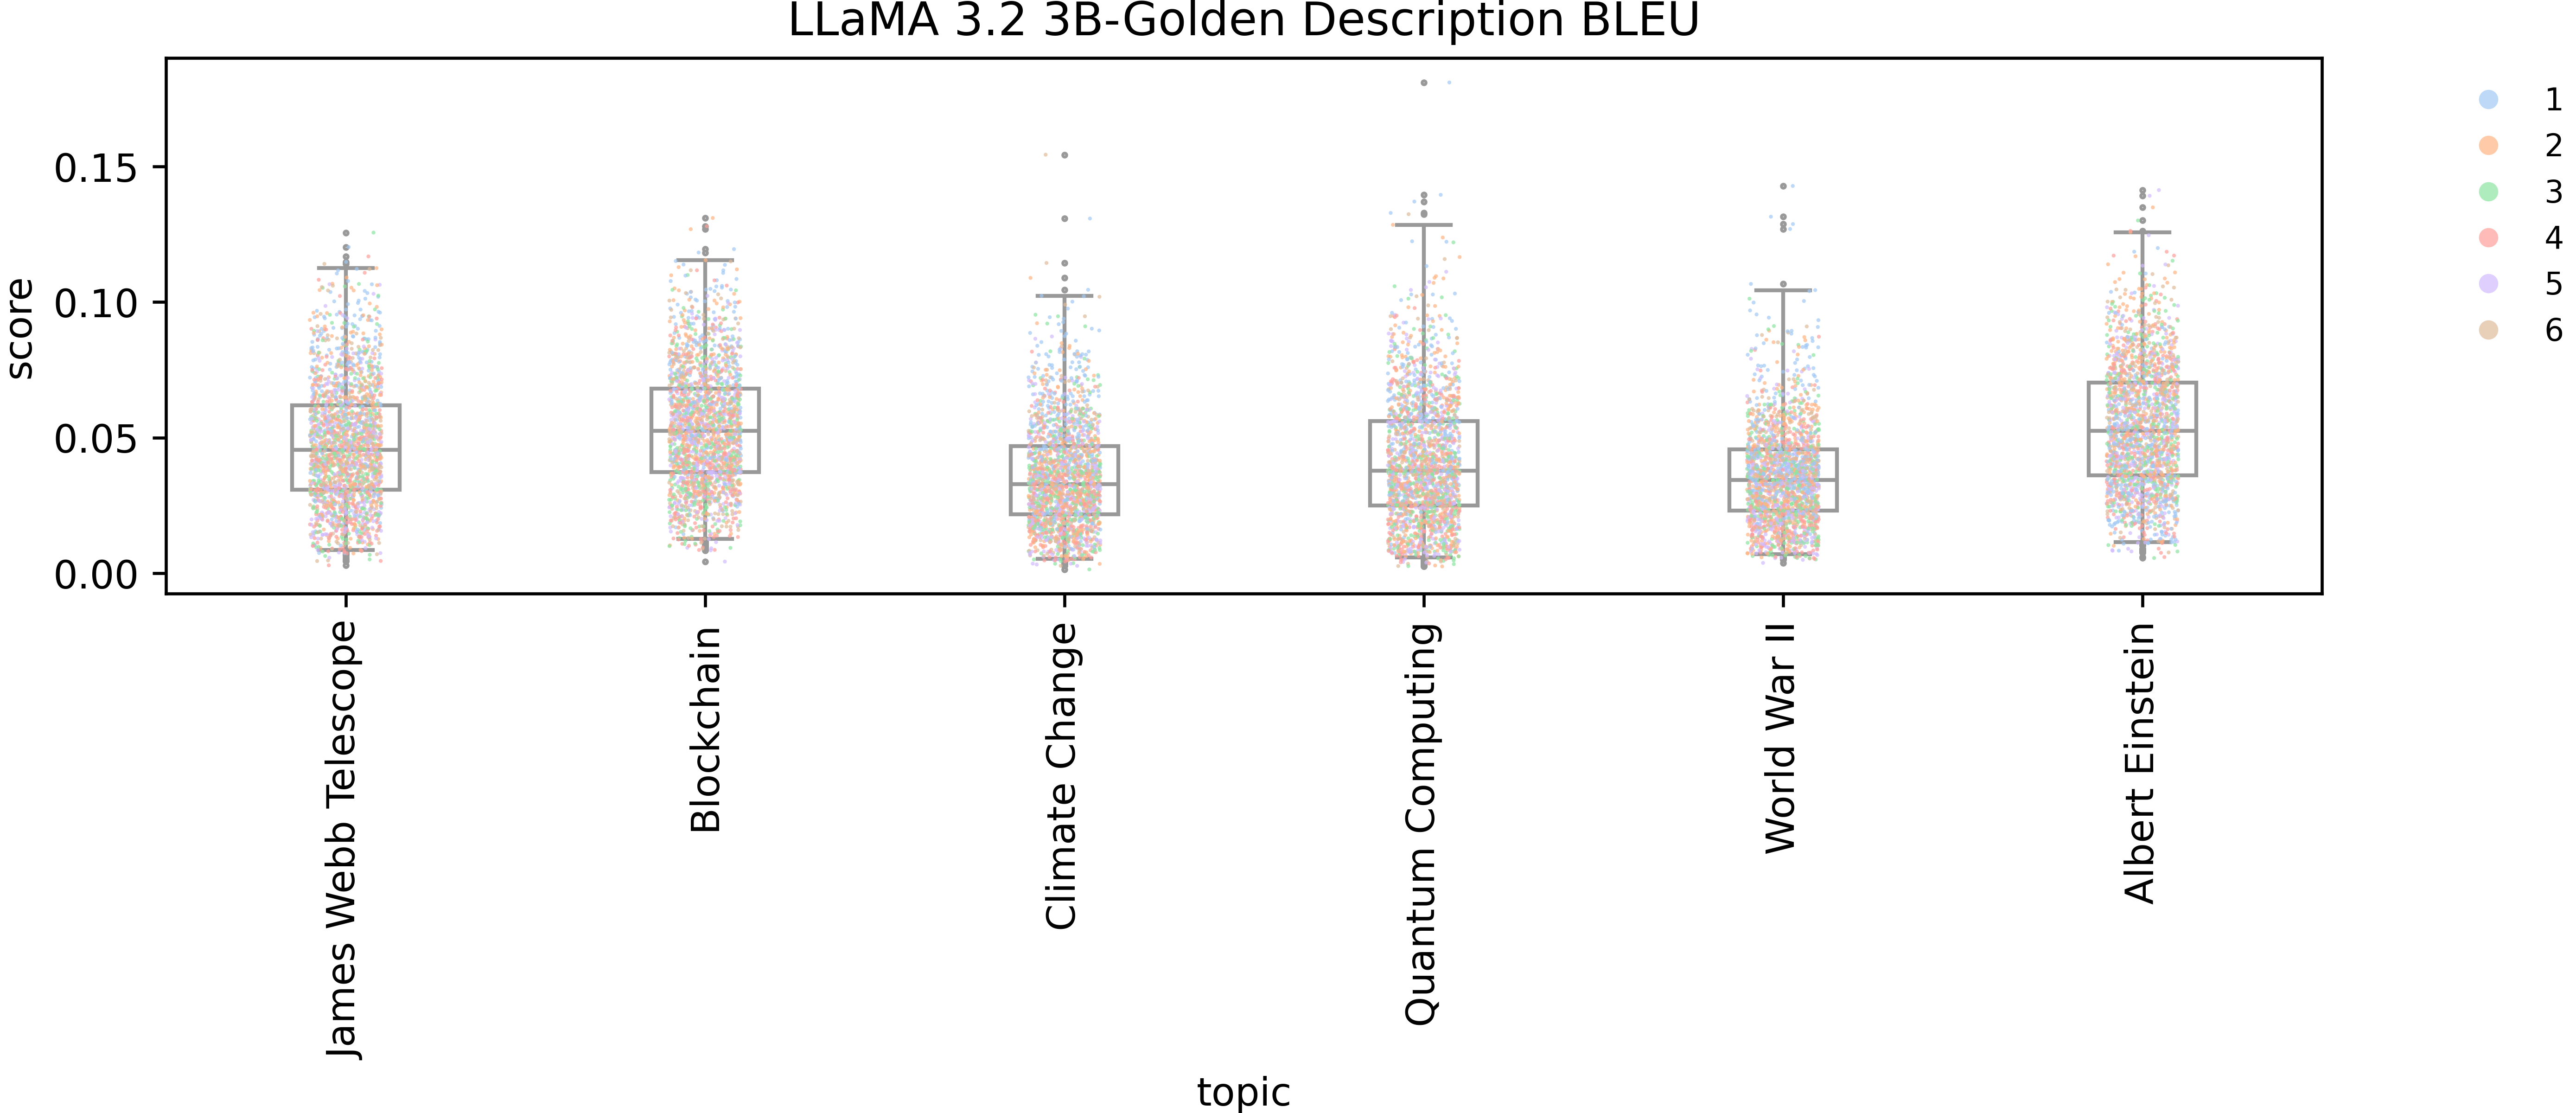 LLaMA 3.2 3B-Golden Description BLEU
score
0.15
0.10
0.05
0.00
James Webb Telescope
Blockchain
Climate Change
Quantum Computing
World War II
Albert Einstein
topic
1
2
3
4
5
6